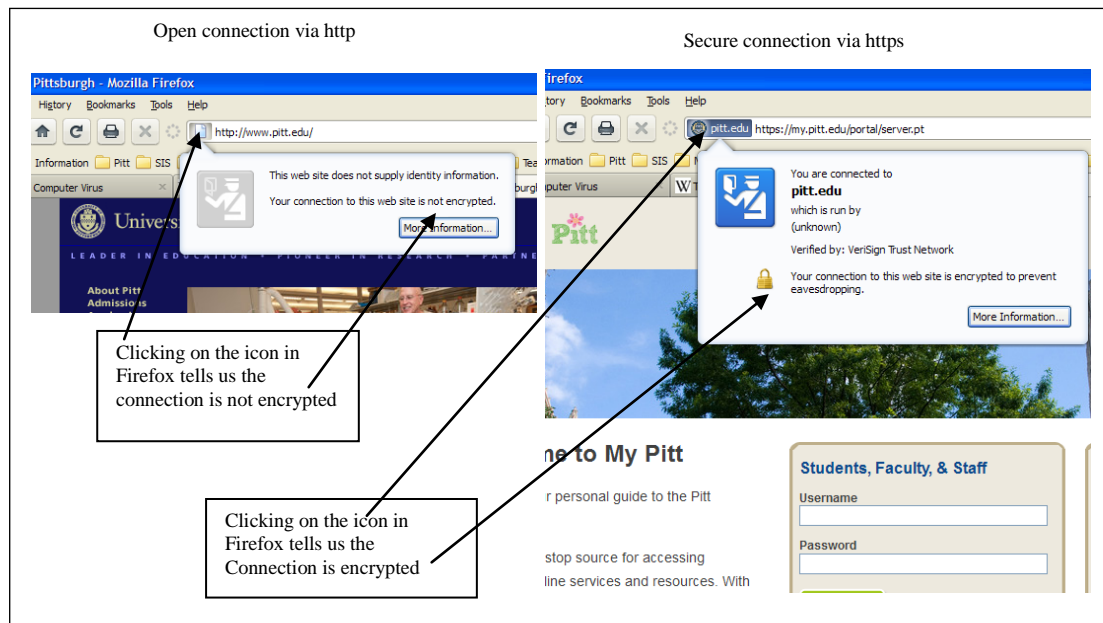 Open connection via http
Secure connection via https
Pittsburgh - Mozilla Firefox
History Bookmarks Tools Help
http://www.pitt.edu/
Information Pitt SIS
Computer Virus
This web site does not supply identity information.
Your connection to this web site is not encrypted.
More Information...
Univers
LEADER IN EDUCATION • PIONEER IN RESEARCH • PARTNE
About Pitt
Admissions
Clicking on the icon in
Firefox tells us the
connection is not encrypted
irefox
tory Bookmarks Tools Help
pitt.edu https://my.pitt.edu/portal/server.pt
ormation Pitt SIS
mputer Virus
W T
Pitt
You are connected to
pitt.edu
which is run by
(unknown)
Verified by: VeriSign Trust Network
Your connection to this web site is encrypted to prevent
eavesdropping.
More Information...
ne to My Pitt
r personal guide to the Pitt
stop source for accessing
line services and resources. With
Students, Faculty, & Staff
Username
Password
Clicking on the icon in
Firefox tells us the
Connection is encrypted